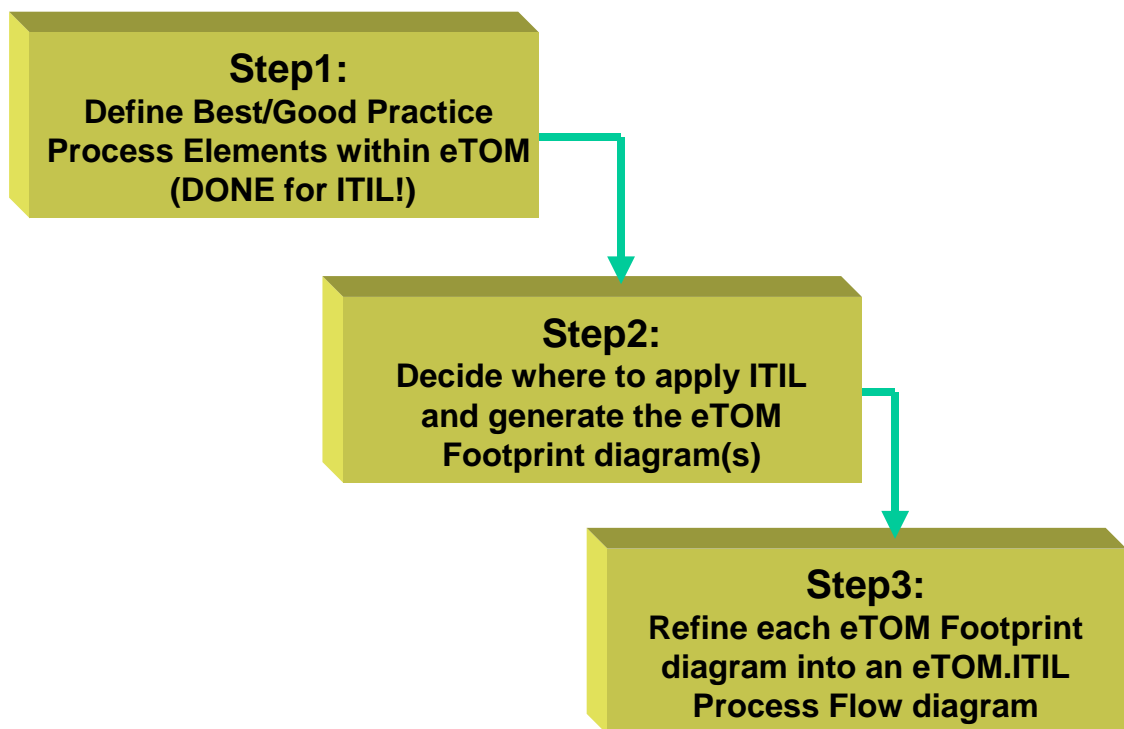 Step1:
Define Best/Good Practice
Process Elements within eTOM
(DONE for ITIL!)
Step2:
Decide where to apply ITIL
and generate the eTOM
Footprint diagram(s)
Step3:
Refine each eTOM Footprint
diagram into an eTOM.ITIL
Process Flow diagram